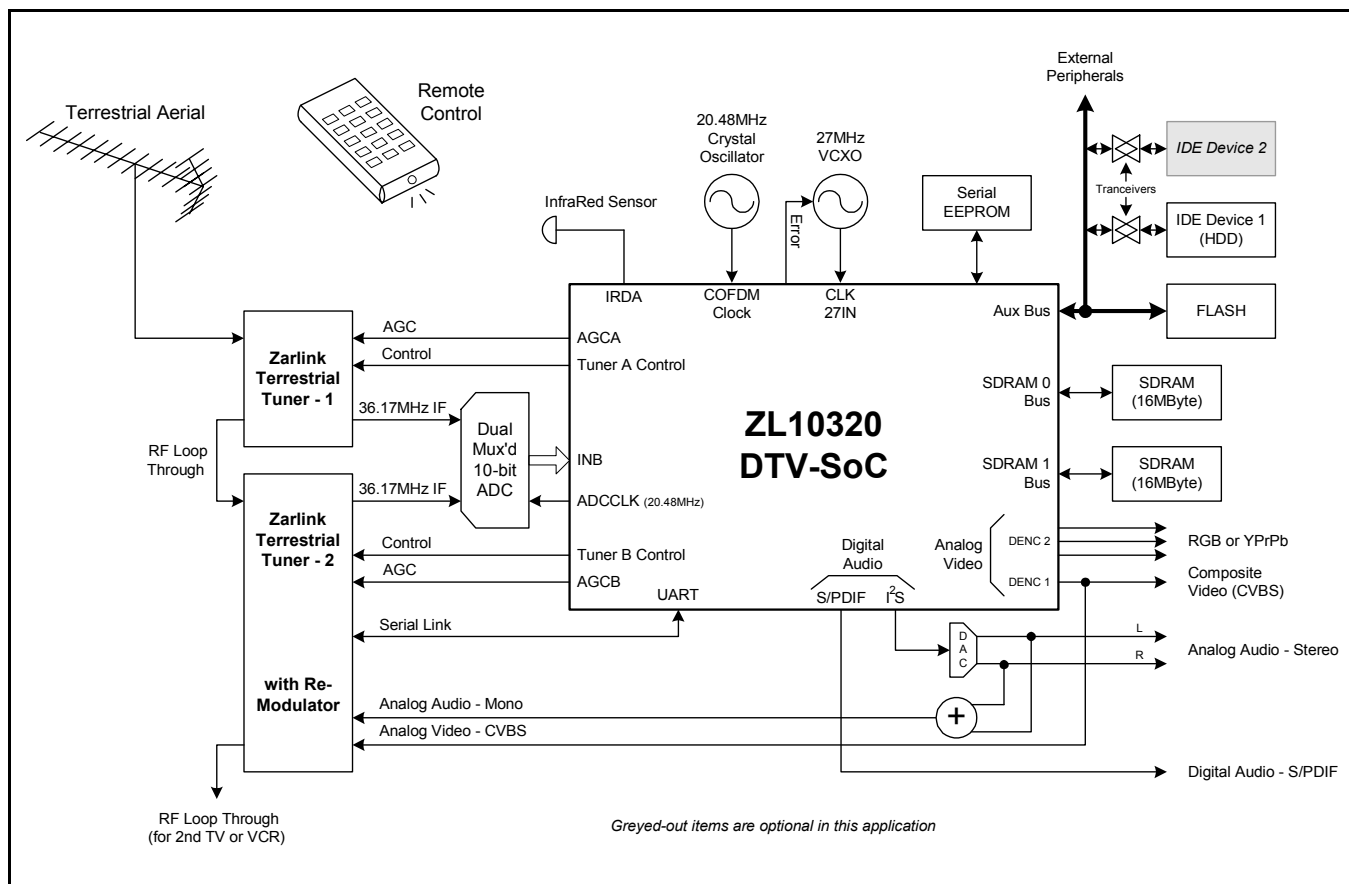 Terrestrial Aerial
Remote
Control
20.48MHz
Crystal
Oscillator
27MHz
VCXO
External
Peripherals
IDE Device 2
Tranceivers
IDE Device 1
(HDD)
Serial
EEPROM
InfraRed Sensor
Error
IRDA
COFDM
Clock
CLK
27IN
Aux Bus
FLASH
Zarlink
Terrestrial
Tuner - 1
AGC
Control
AGCA
Tuner A Control
SDRAM 0
Bus
SDRAM
(16MByte)
36.17MHz IF
Dual
Mux'd
10-bit
ADC
ZL10320
DTV-SoC
RF Loop
Through
INB
SDRAM 1
Bus
SDRAM
(16MByte)
36.17MHz IF
ADCCLK (20.48MHz)
Zarlink
Terrestrial
Tuner - 2
Control
AGC
Tuner B Control
AGCB
UART
Digital
Audio
S/PDIF
I2S
Analog
Video
DENC 2
DENC 1
RGB or YPrPb
Composite
Video (CVBS)
Serial Link
D
A
C
L
R
Analog Audio - Stereo
with Re-
Modulator
Analog Audio - Mono
+
Analog Video - CVBS
Digital Audio - S/PDIF
RF Loop Through
(for 2nd TV or VCR)
Greyed-out items are optional in this application